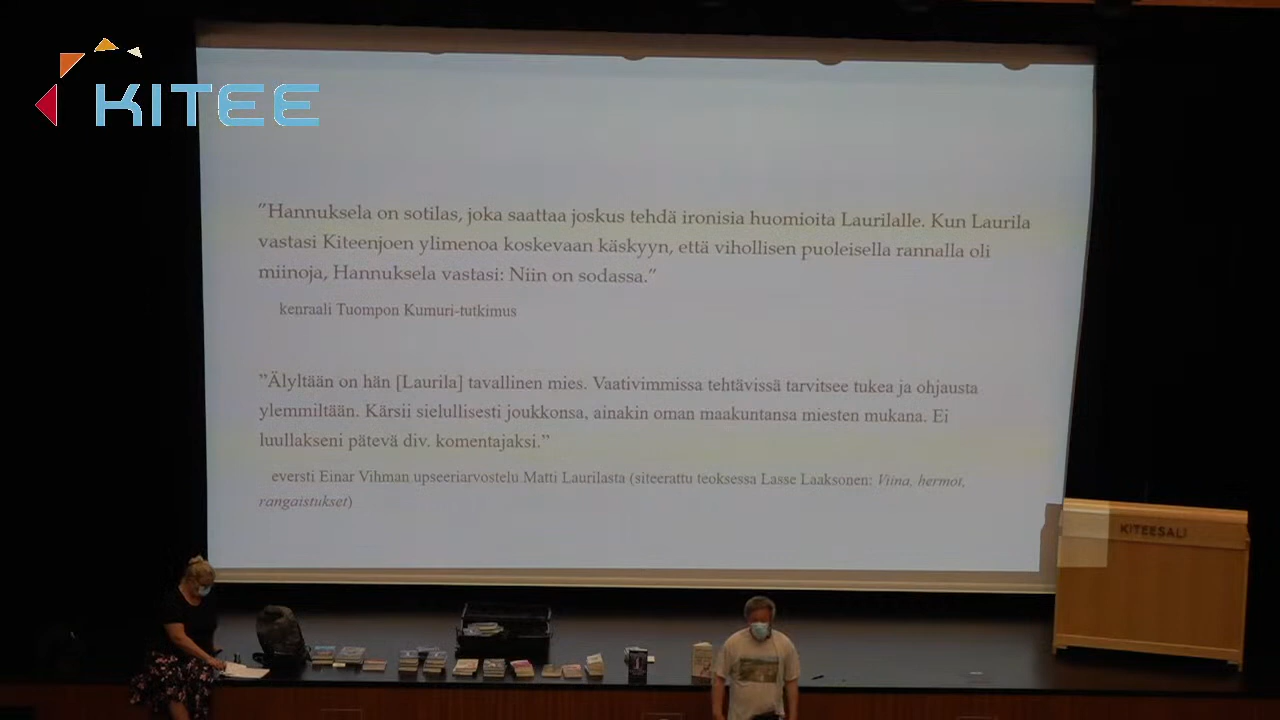 KITEE
"Hannuksela on sotilas, joka saattaa joskus tehdä ironisia huomioita Laurilalle. Kun Laurila
vastasi Kiteenjoen ylimenoa koskevaan käskyyn, että vihollisen puoleisella rannalla oli
miinoja, Hannuksela vastasi: Niin on sodassa."
kenraali Tuompon Kumuri-tutkimus
"Älyltään on hän [Laurila] tavallinen mies. Vaativimmissa tehtävissä tarvitsee tukea ja ohjausta
ylemmiltään. Kärsii sielullisesti joukkonsa, ainakin oman maakuntansa miesten mukana. Ei
luullakseni pätevä div. komentajaksi."
eversti Einar Vihman upseeriarvostelu Matti Laurilasta (siteerattu teoksessa Lasse Laaksonen: Viina, hermot,
rangaistukset)
KITEESALI